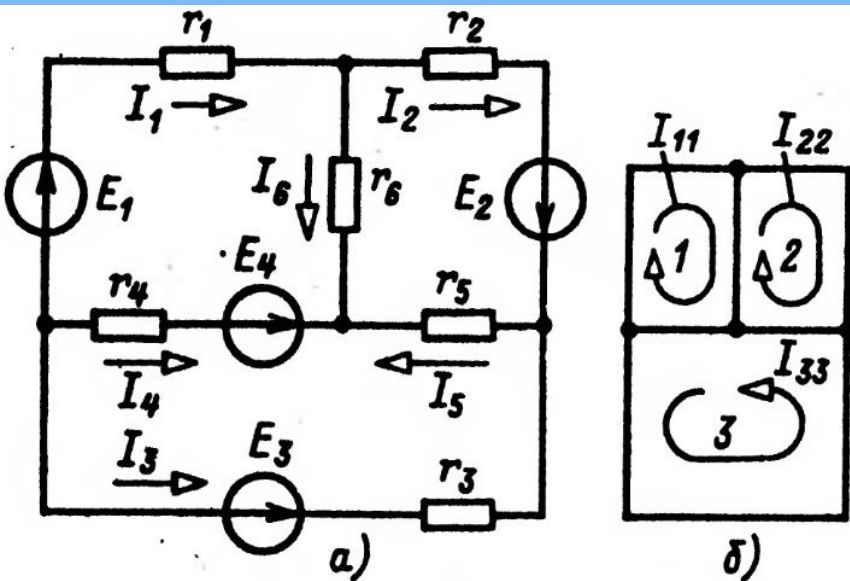 r₁ r₂
I₁ I₂
I₁₁ I₂₂
E₁ I₆ r₆ E₂
1 2
r₄ E₄ r₅
I₄ I₅
I₃₃
I₃ E₃ r₃
3
а) б)